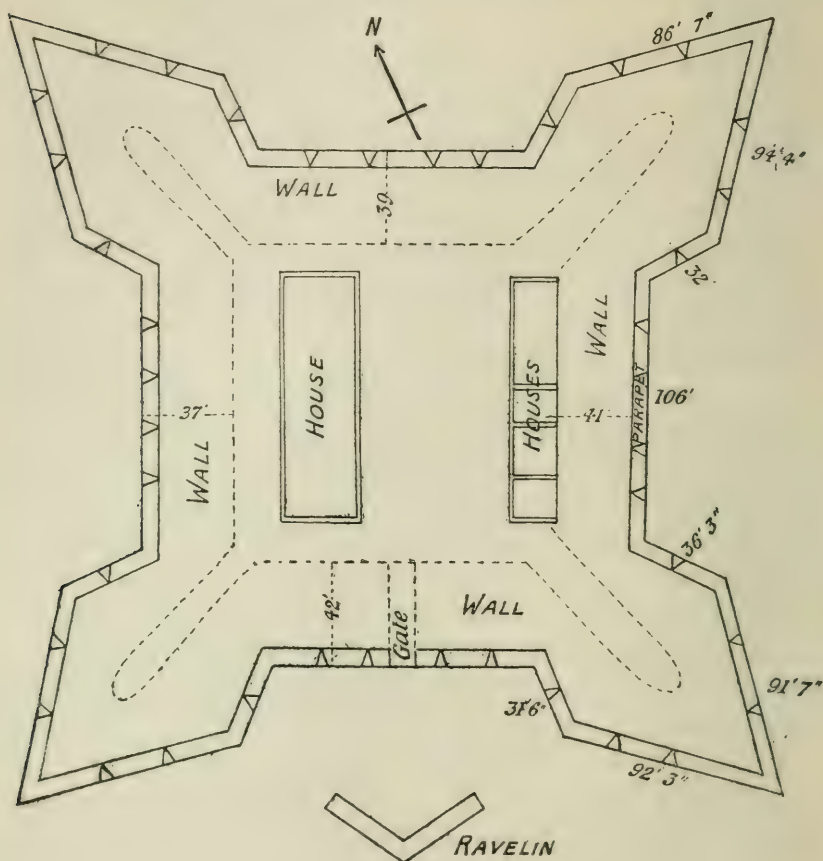 N
86' 7"
94' 4"
WALL
39
32
WALL
HOUSE
HOUSES
37'
41
PARAPET
106'
WALL
36' 3"
42'
Gate
WALL
91' 7"
31' 6"
92' 3"
RAVELIN